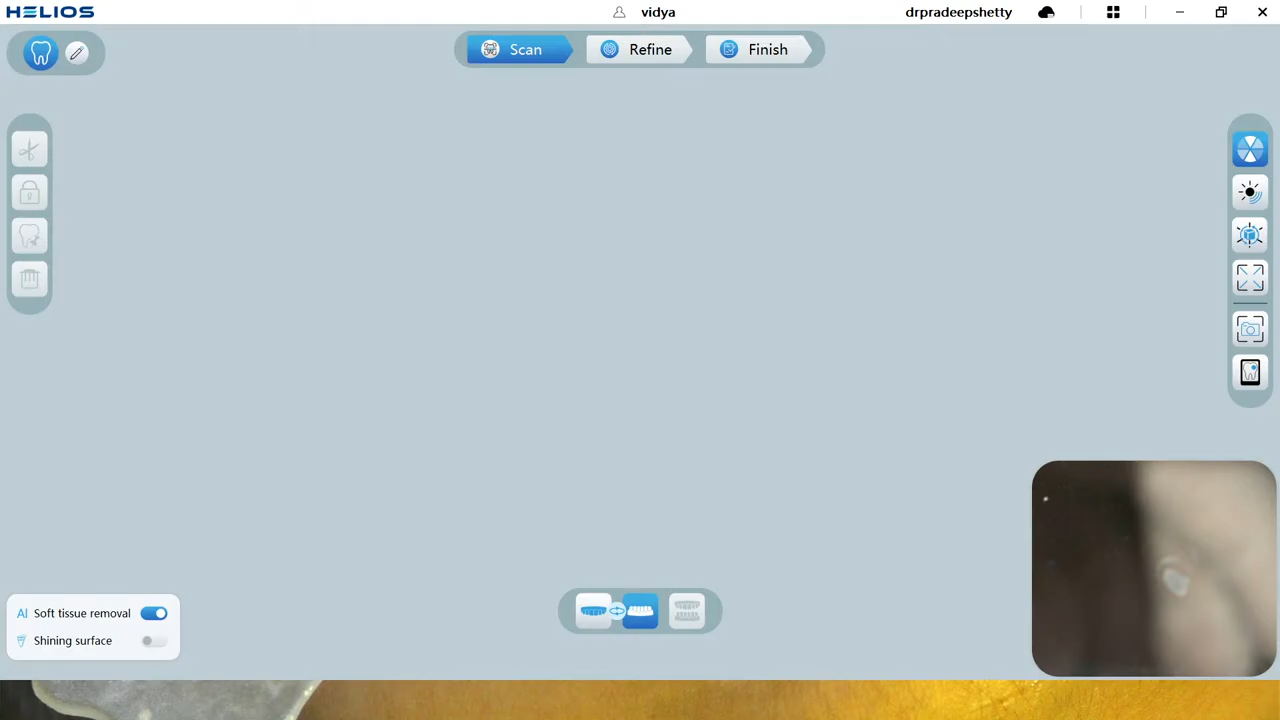 HELIOS
vidya
drpradeepshetty
Scan
Refine
Finish
AI Soft tissue removal
Shining surface